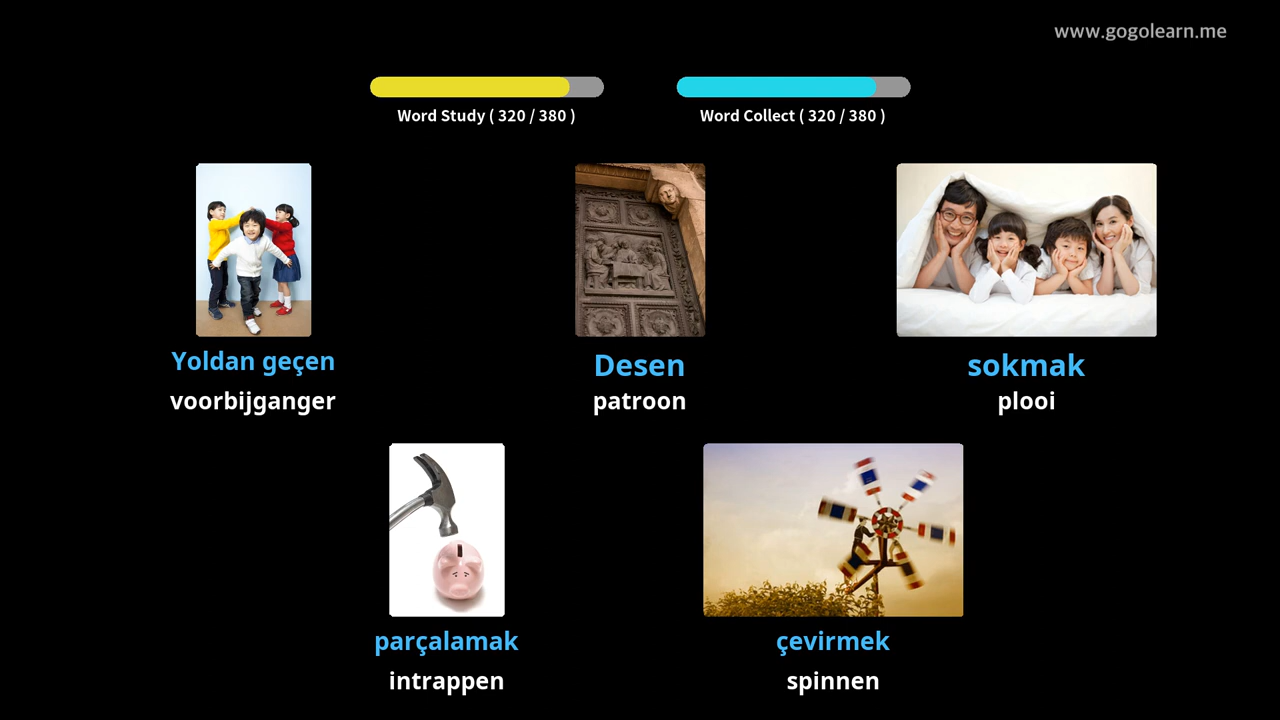 www.gogolearn.me
Word Study ( 320 / 380 )
Word Collect ( 320 / 380 )
Yoldan geçen
voorbijganger
Desen
patroon
sokmak
plooi
parçalamak
intrappen
çevirmek
spinnen